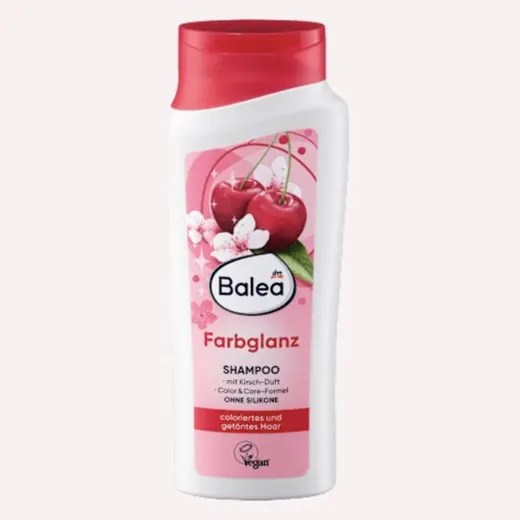 dm
Balea
Farbglanz
SHAMPOO
· mit Kirsch-Duft
· Color & Care-Formel
OHNE SILIKONE
coloriertes und
getöntes Haar
vegan